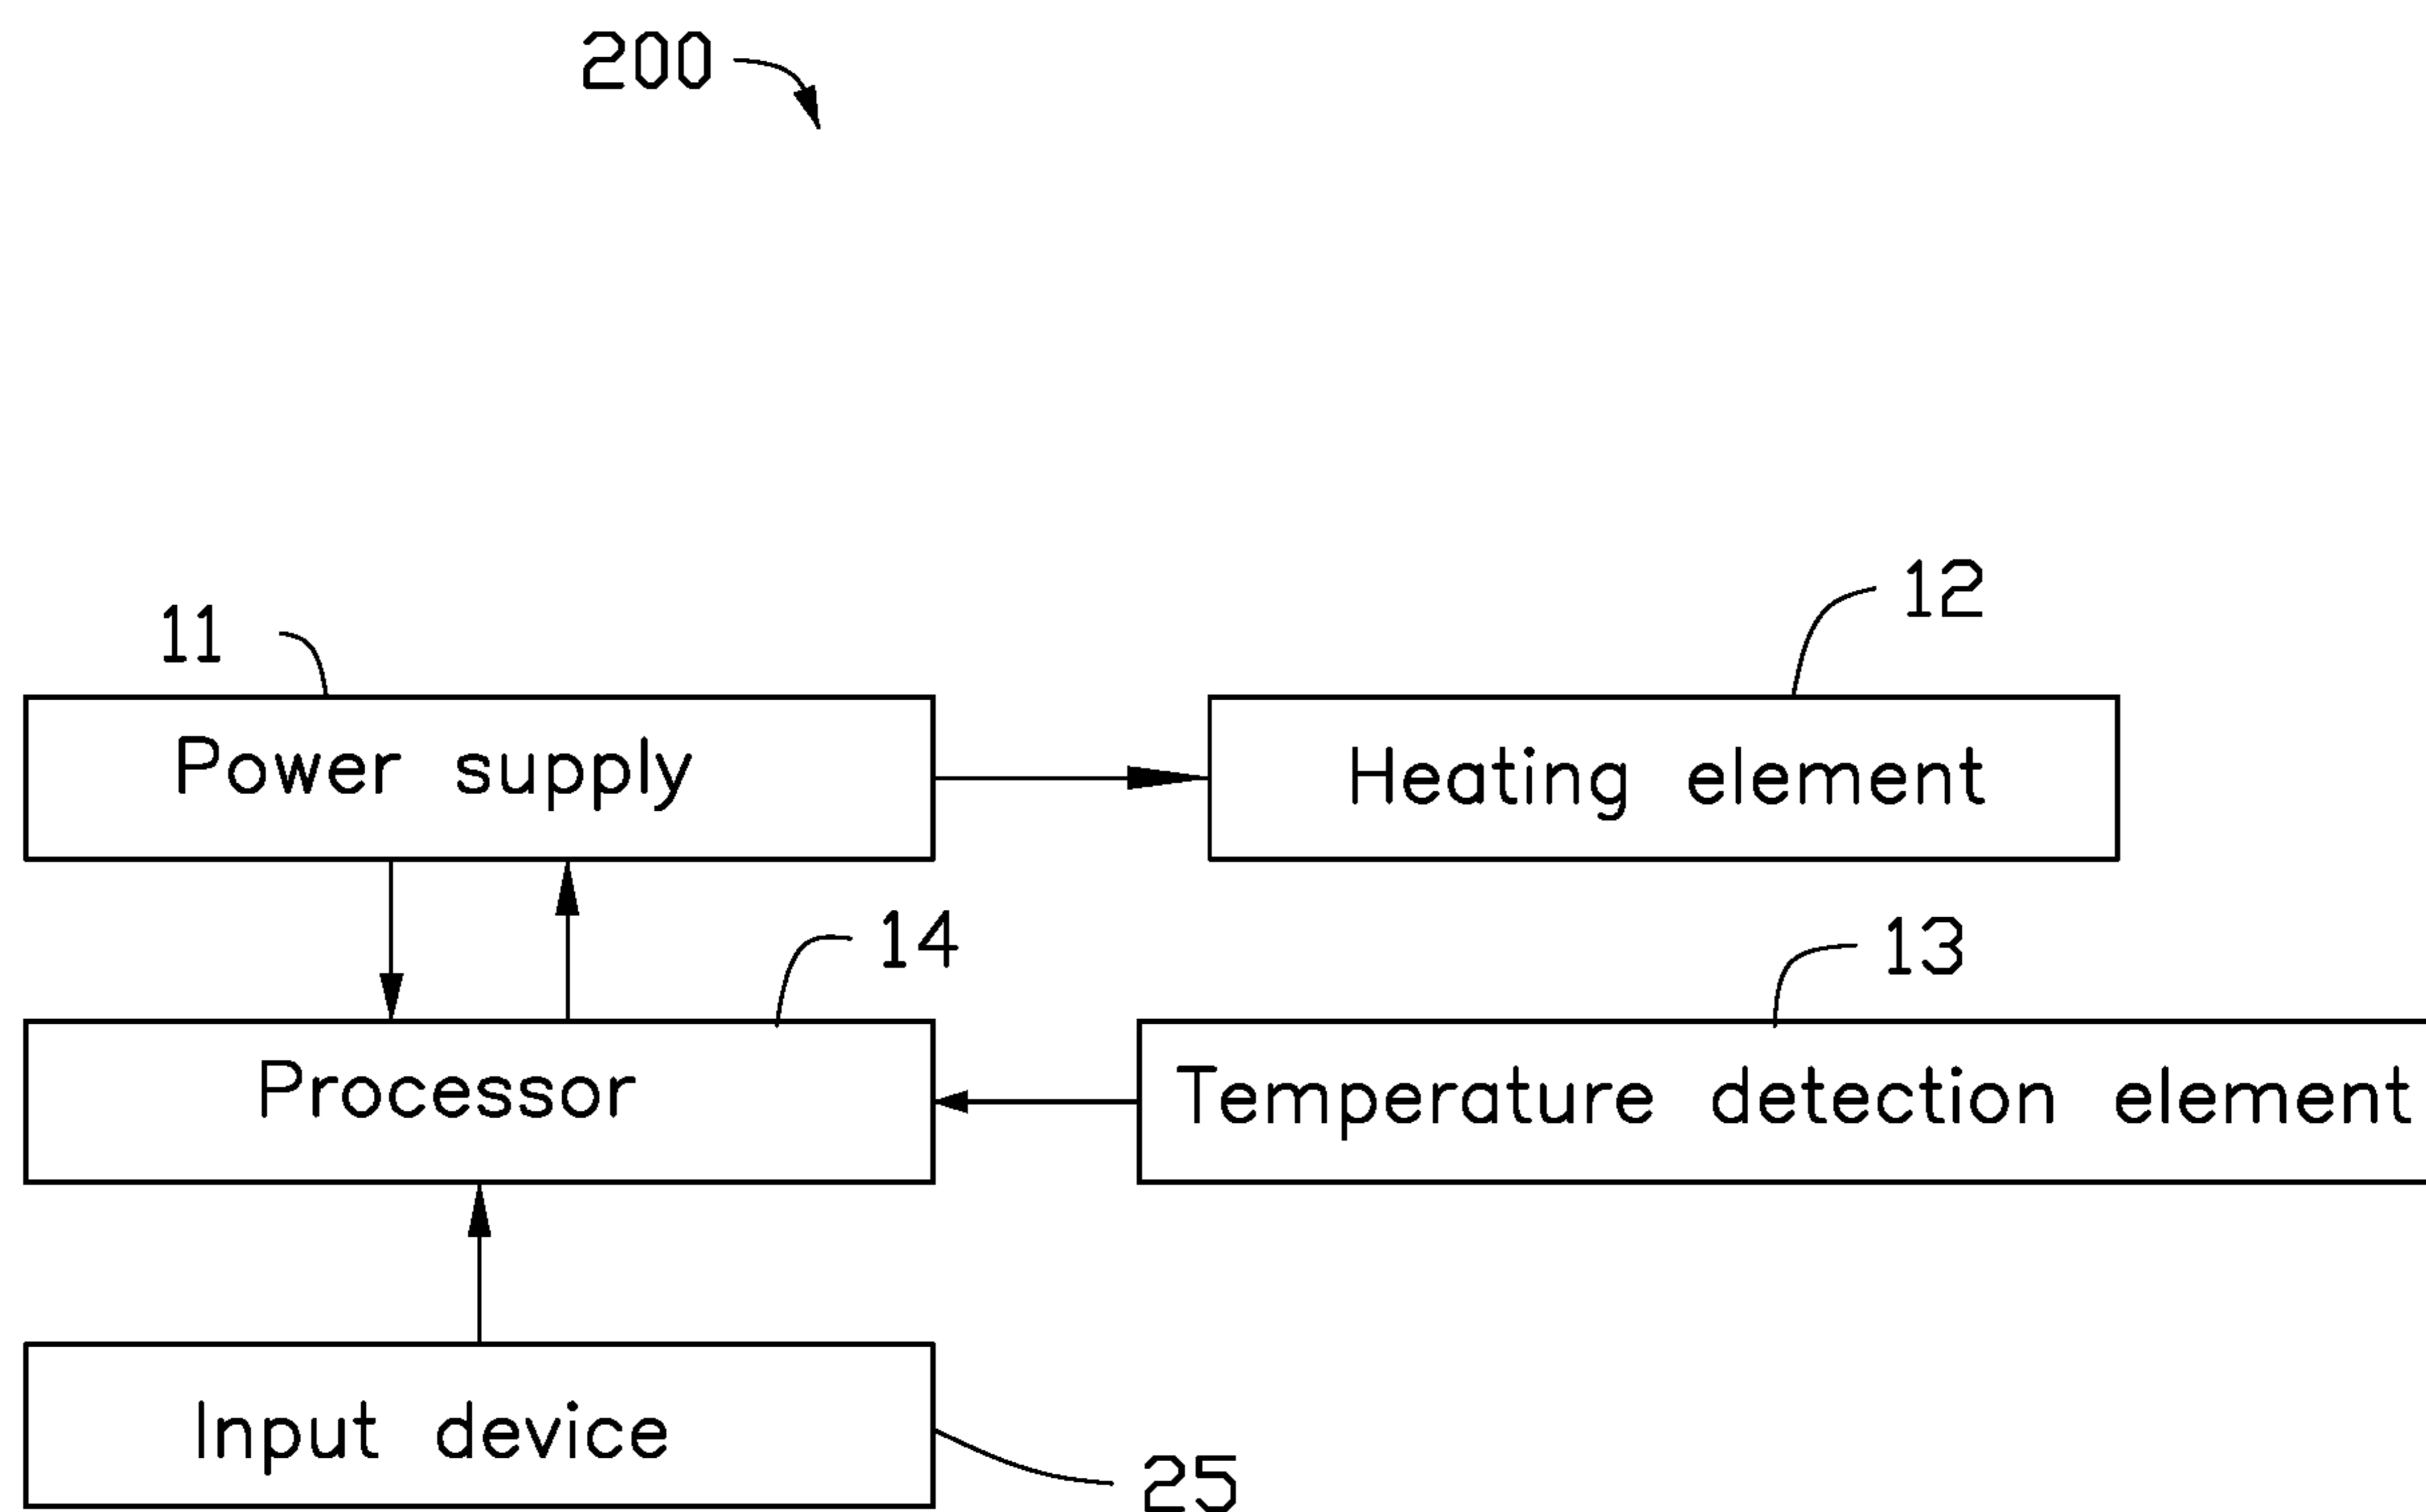 200
11
12
Power supply
Heating element
14
13
Processor
Temperature detection element
Input device
25